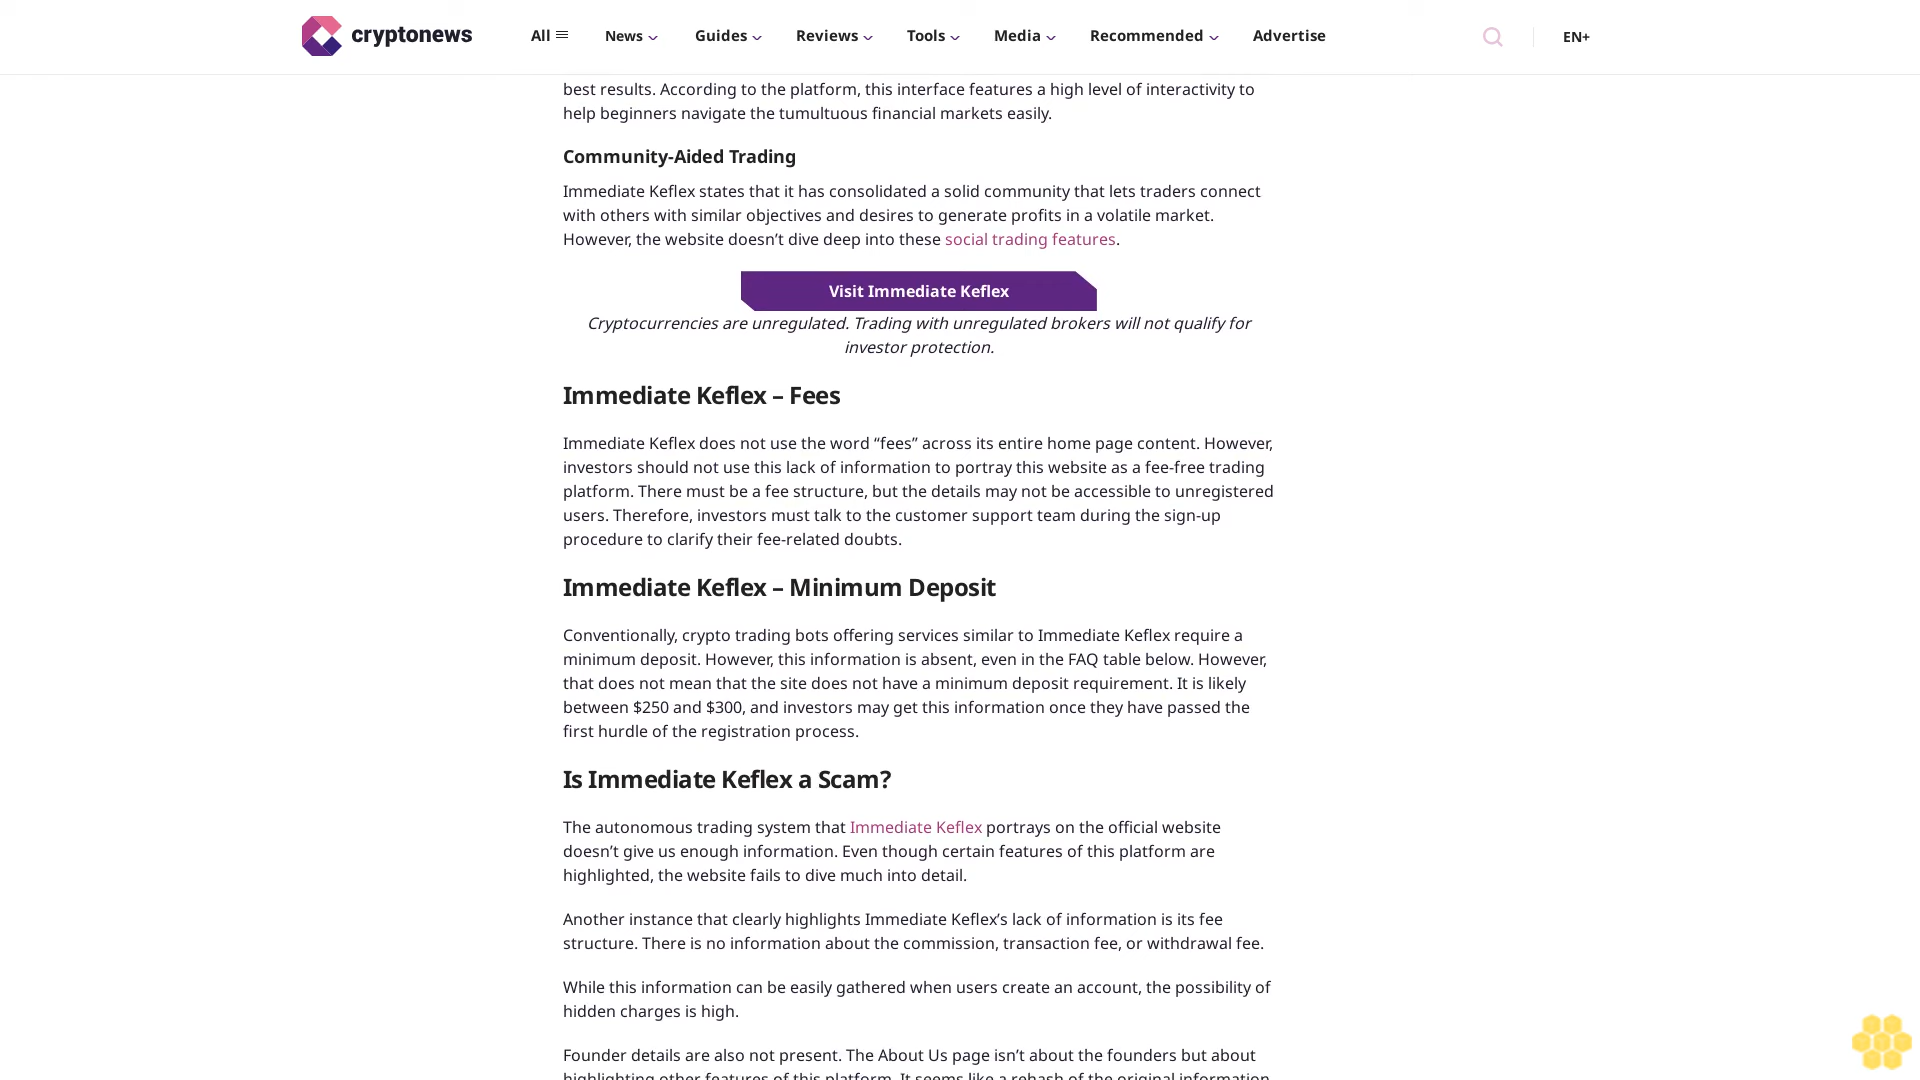 cryptonews
All
News
Guides
Reviews
Tools
Media
Recommended
Advertise
EN+
best results. According to the platform, this interface features a high level of interactivity to
help beginners navigate the tumultuous financial markets easily.
Community-Aided Trading
Immediate Keflex states that it has consolidated a solid community that lets traders connect
with others with similar objectives and desires to generate profits in a volatile market.
However, the website doesn’t dive deep into these social trading features.
Visit Immediate Keflex
Cryptocurrencies are unregulated. Trading with unregulated brokers will not qualify for
investor protection.
Immediate Keflex – Fees
Immediate Keflex does not use the word “fees” across its entire home page content. However,
investors should not use this lack of information to portray this website as a fee-free trading
platform. There must be a fee structure, but the details may not be accessible to unregistered
users. Therefore, investors must talk to the customer support team during the sign-up
procedure to clarify their fee-related doubts.
Immediate Keflex – Minimum Deposit
Conventionally, crypto trading bots offering services similar to Immediate Keflex require a
minimum deposit. However, this information is absent, even in the FAQ table below. However,
that does not mean that the site does not have a minimum deposit requirement. It is likely
between $250 and $300, and investors may get this information once they have passed the
first hurdle of the registration process.
Is Immediate Keflex a Scam?
The autonomous trading system that Immediate Keflex portrays on the official website
doesn’t give us enough information. Even though certain features of this platform are
highlighted, the website fails to dive much into detail.
Another instance that clearly highlights Immediate Keflex’s lack of information is its fee
structure. There is no information about the commission, transaction fee, or withdrawal fee.
While this information can be easily gathered when users create an account, the possibility of
hidden charges is high.
Founder details are also not present. The About Us page isn’t about the founders but about
highlighting other features of this platform. It seems like a rehash of the original information